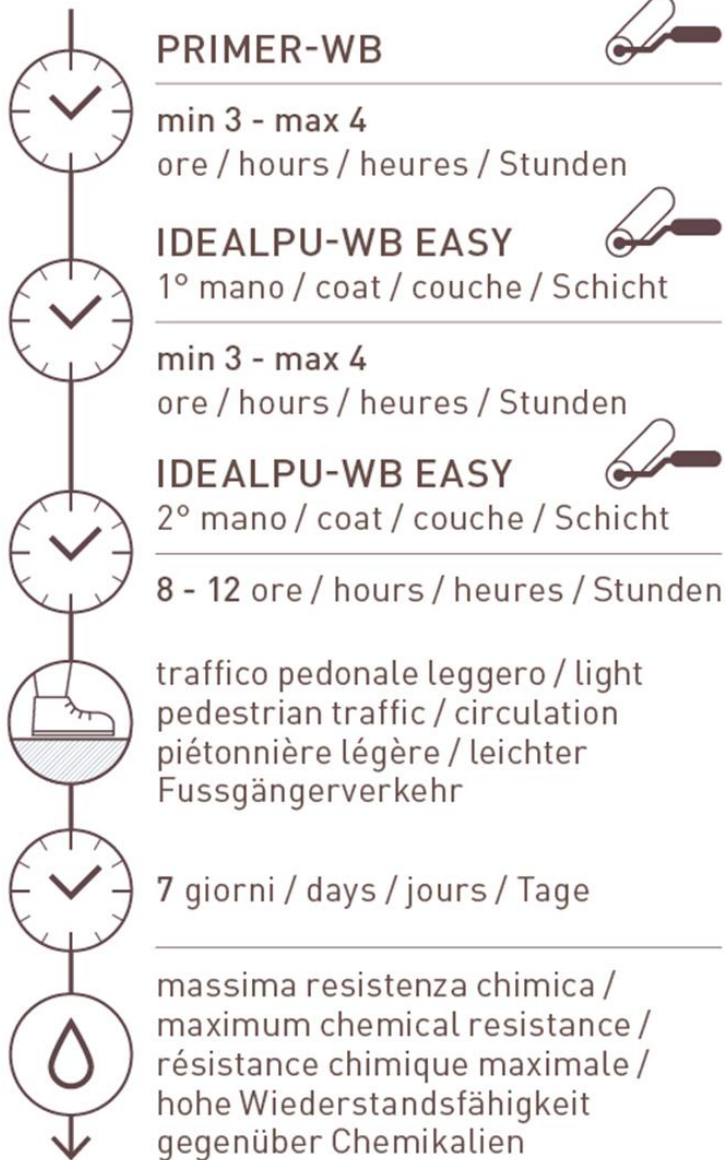 PRIMER-WB
min 3 - max 4
ore / hours / heures / Stunden
IDEALPU-WB EASY
1° mano / coat / couche / Schicht
min 3 - max 4
ore / hours / heures / Stunden
IDEALPU-WB EASY
2° mano / coat / couche / Schicht
8 - 12 ore / hours / heures / Stunden
traffico pedonale leggero / light
pedestrian traffic / circulation
piétonnière légère / leichter
Fussgängerverkehr
7 giorni / days / jours / Tage
massima resistenza chimica /
maximum chemical resistance /
résistance chimique maximale /
hohe Wiederstandsfähigkeit
gegenüber Chemikalien